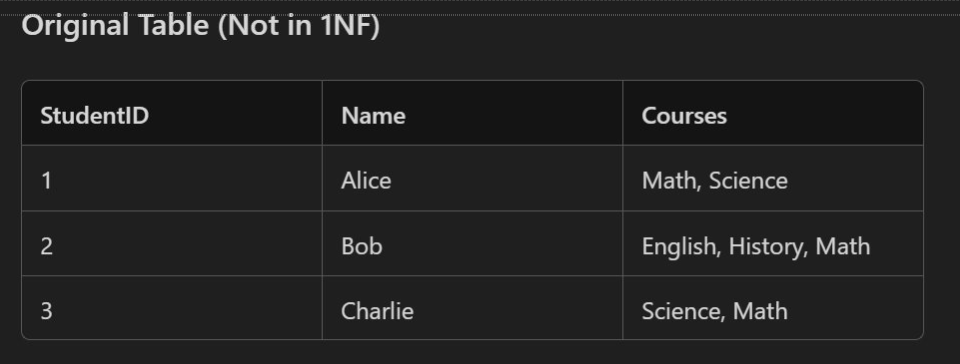 Original Table (Not in 1NF)
StudentID Name Courses
1 Alice Math, Science
2 Bob English, History, Math
3 Charlie Science, Math